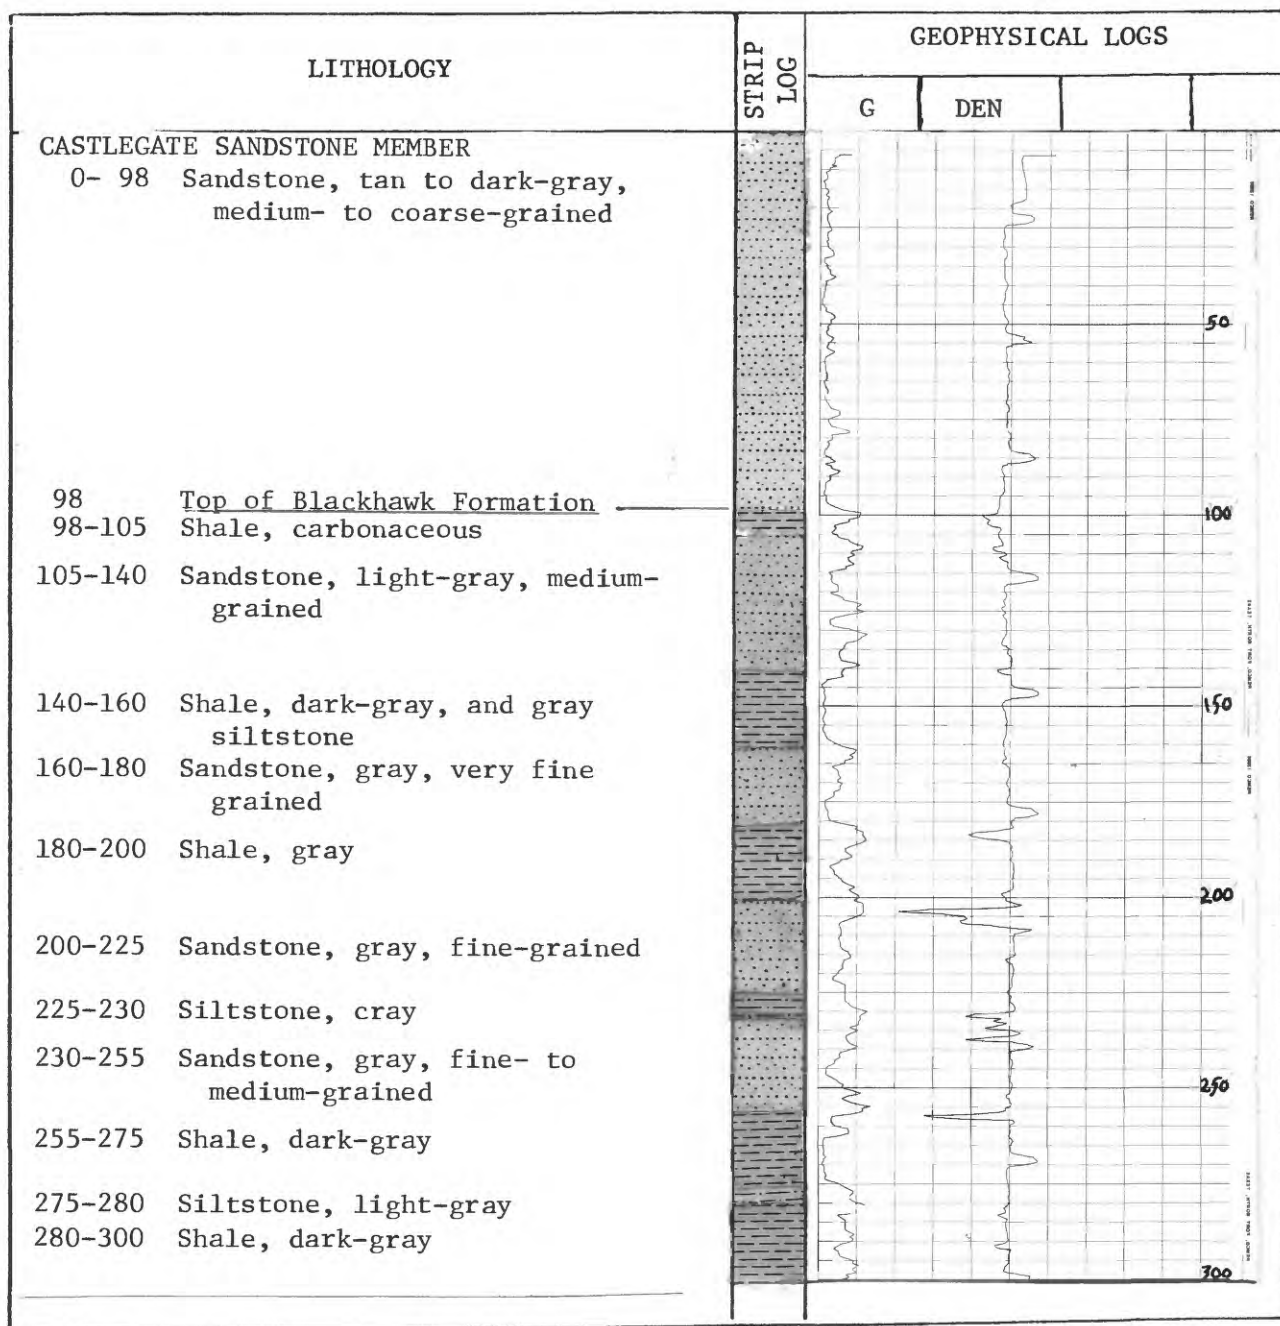 LITHOLOGY
STRIP LOG
GEOPHYSICAL LOGS
G DEN
CASTLEGATE SANDSTONE MEMBER
0- 98 Sandstone, tan to dark-gray,
medium- to coarse-grained
50
98 Top of Blackhawk Formation
100
98-105 Shale, carbonaceous
105-140 Sandstone, light-gray, medium-
grained
140-160 Shale, dark-gray, and gray
150
siltstone
160-180 Sandstone, gray, very fine
grained
180-200 Shale, gray
200
200-225 Sandstone, gray, fine-grained
225-230 Siltstone, cray
230-255 Sandstone, gray, fine- to
medium-grained
250
255-275 Shale, dark-gray
275-280 Siltstone, light-gray
280-300 Shale, dark-gray
300